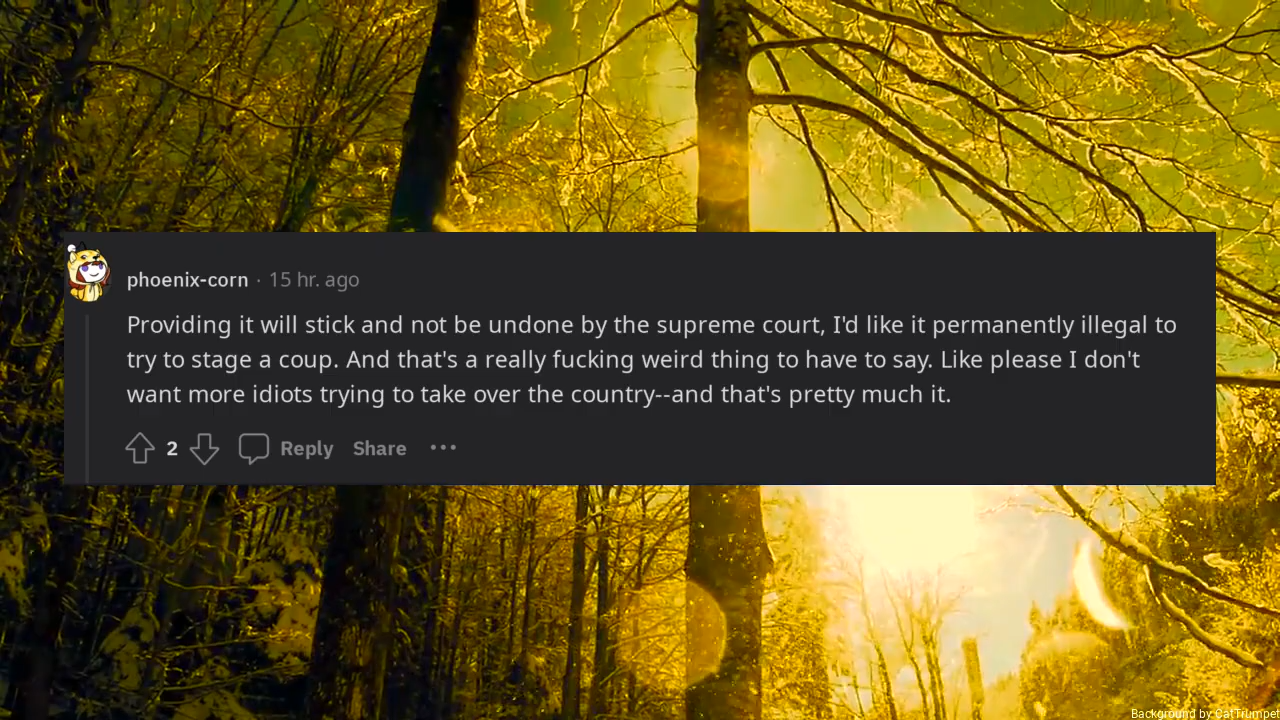 phoenix-corn · 15 hr. ago
Providing it will stick and not be undone by the supreme court, I'd like it permanently illegal to
try to stage a coup. And that's a really fucking weird thing to have to say. Like please I don't
want more idiots trying to take over the country--and that's pretty much it.
2 Reply Share ···
Background by CatTrumpet